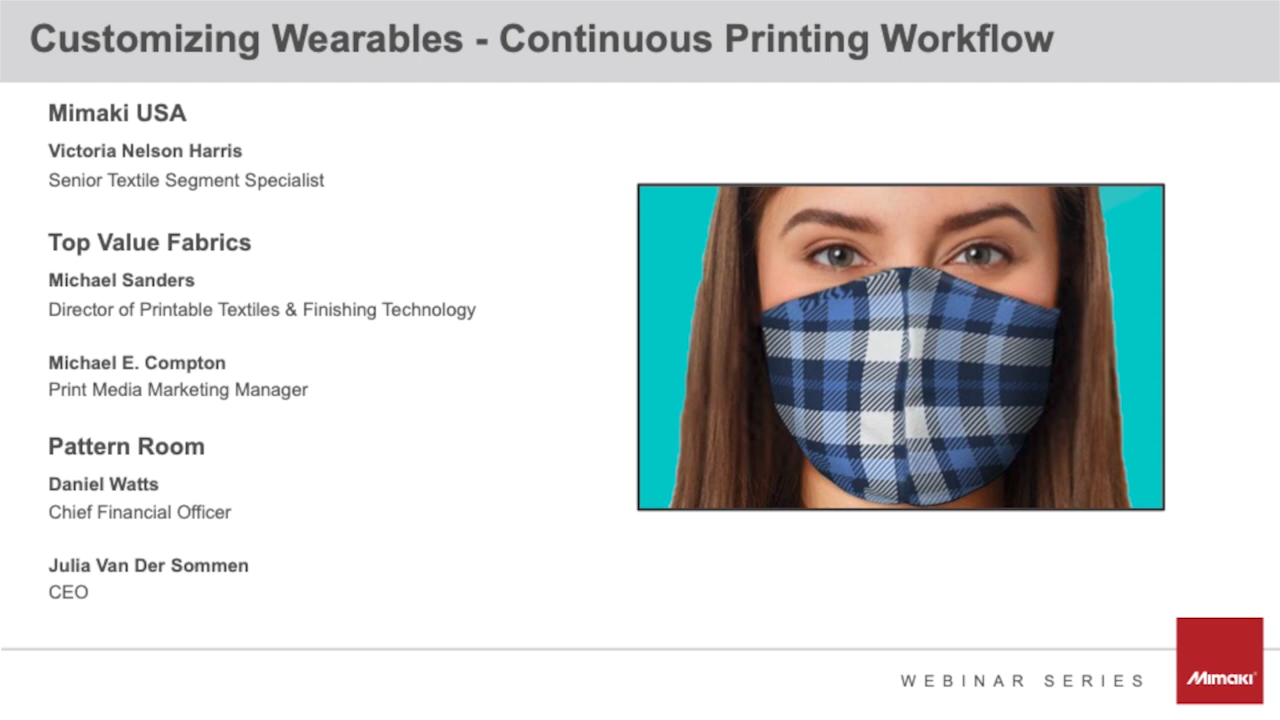 Customizing Wearables - Continuous Printing Workflow
Mimaki USA
Victoria Nelson Harris
Senior Textile Segment Specialist
Top Value Fabrics
Michael Sanders
Director of Printable Textiles & Finishing Technology
Michael E. Compton
Print Media Marketing Manager
Pattern Room
Daniel Watts
Chief Financial Officer
Julia Van Der Sommen
CEO
WEBINAR SERIES
Mimaki